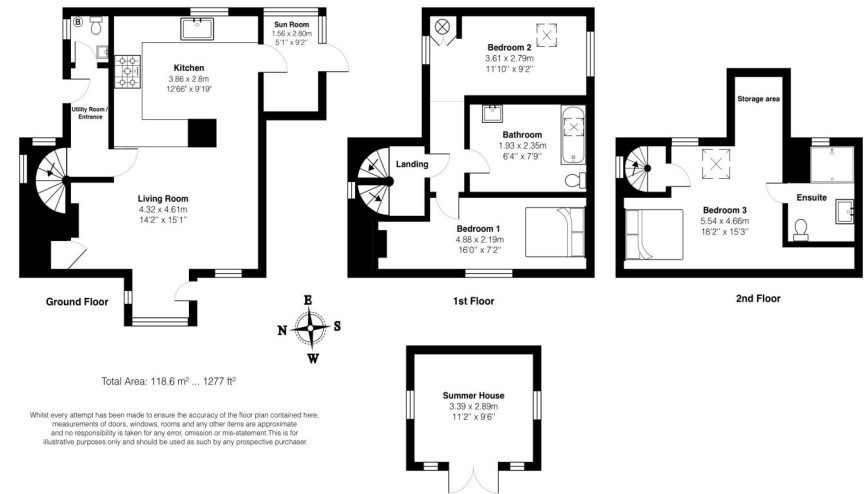 B
Kitchen
3.86 x 2.8m
12'66" x 9'19"
Sun Room
1.56 x 2.80m
5'1" x 9'2"
Utility Room /
Entrance
Living Room
4.32 x 4.61m
14'2" x 15'1"
Ground Floor
Bedroom 2
3.61 x 2.79m
11'10" x 9'2"
Bathroom
1.93 x 2.35m
6'4" x 7'9"
Landing
Bedroom 1
4.88 x 2.19m
16'0" x 7'2"
1st Floor
Storage area
Bedroom 3
5.54 x 4.66m
18'2" x 15'3"
Ensuite
2nd Floor
E
N S
W
Summer House
3.39 x 2.89m
11'2" x 9'6"
Total Area: 118.6 m² ... 1277 ft²
Whilst every attempt has been made to ensure the accuracy of the floor plan contained here,
measurements of doors, windows, rooms and any other items are approximate
and no responsibility is taken for any error, omission or mis-statement.This is for
illustrative purposes only and should be used as such by any prospective purchaser.